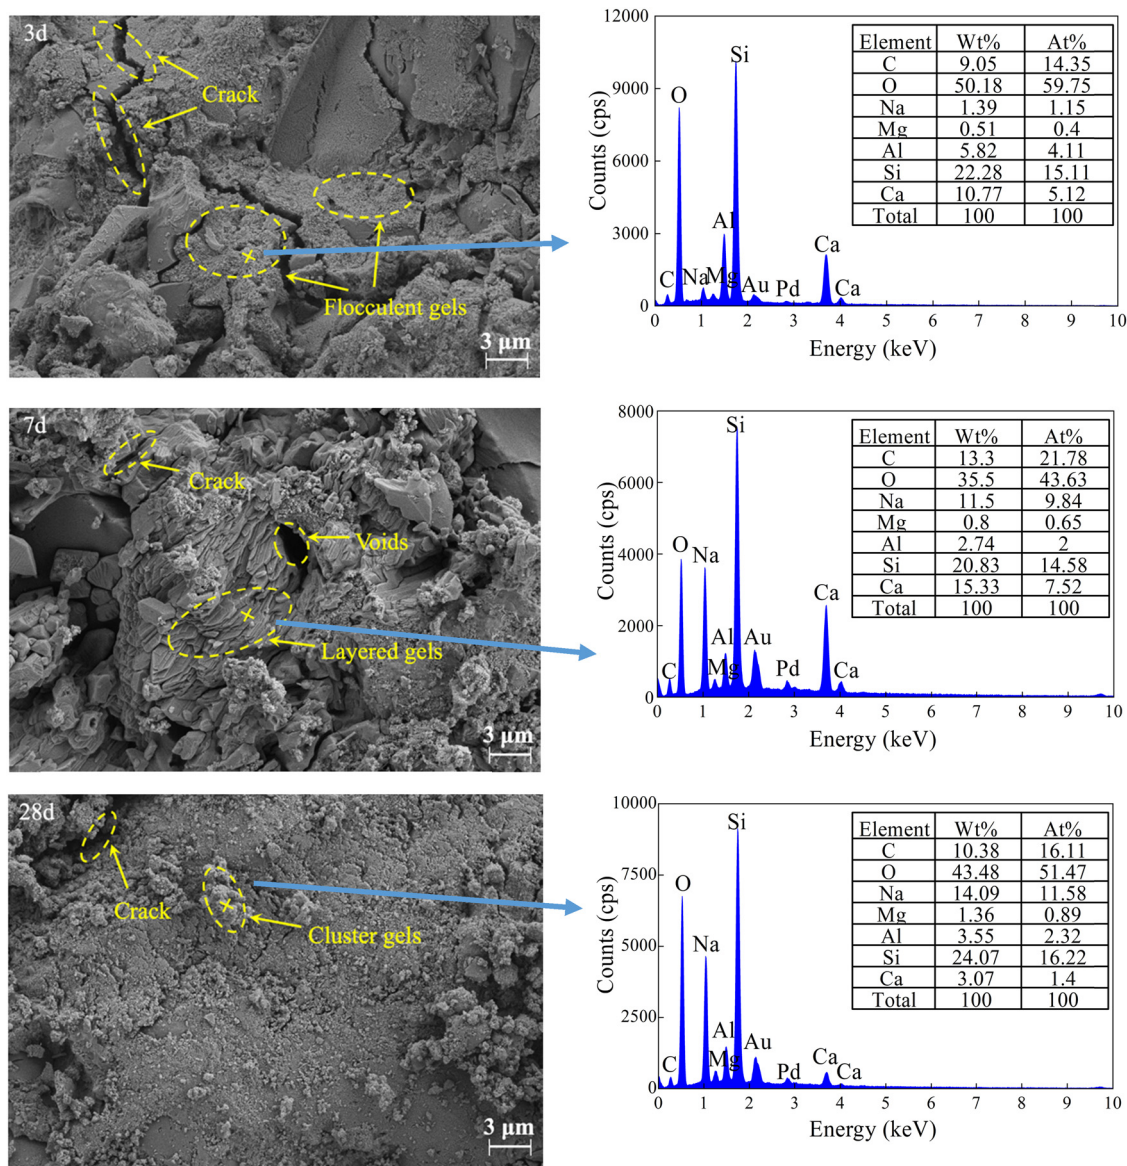 3d
Crack
Flocculent gels
3 μm
12000
9000
6000
3000
0
Counts (cps)
C
O
Na
Mg
Al
Si
Au
Pd
Ca
Ca
0 1 2 3 4 5 6 7 8 9 10
Energy (keV)
Element Wt% At%
C 9.05 14.35
O 50.18 59.75
Na 1.39 1.15
Mg 0.51 0.4
Al 5.82 4.11
Si 22.28 15.11
Ca 10.77 5.12
Total 100 100
7d
Crack
Voids
Layered gels
3 μm
8000
6000
4000
2000
0
Counts (cps)
C
O
Na
Mg
Al
Si
Au
Pd
Ca
Ca
0 1 2 3 4 5 6 7 8 9 10
Energy (keV)
Element Wt% At%
C 13.3 21.78
O 35.5 43.63
Na 11.5 9.84
Mg 0.8 0.65
Al 2.74 2
Si 20.83 14.58
Ca 15.33 7.52
Total 100 100
28d
Crack
Cluster gels
3 μm
10000
7500
5000
2500
0
Counts (cps)
C
O
Na
Mg
Al
Si
Au
Pd
Ca
Ca
0 1 2 3 4 5 6 7 8 9 10
Energy (keV)
Element Wt% At%
C 10.38 16.11
O 43.48 51.47
Na 14.09 11.58
Mg 1.36 0.89
Al 3.55 2.32
Si 24.07 16.22
Ca 3.07 1.4
Total 100 100